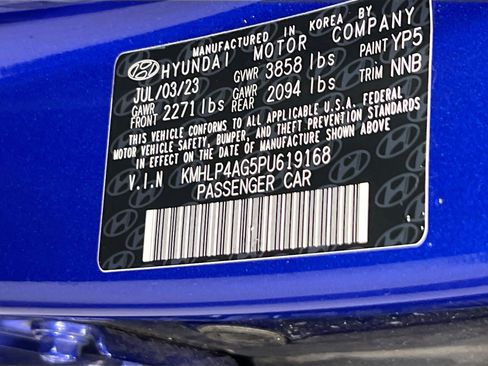 MANUFACTURED IN KOREA BY
HYUNDAI MOTOR COMPANY
JUL/03/23 GVWR 3858 lbs PAINT YP5
GAWR FRONT 2271 lbs GAWR REAR 2094 lbs TRIM NNB
THIS VEHICLE CONFORMS TO ALL APPLICABLE U.S.A. FEDERAL
MOTOR VEHICLE SAFETY, BUMPER, AND THEFT PREVENTION STANDARDS
IN EFFECT ON THE DATE OF MANUFACTURE SHOWN ABOVE.
V.I.N KMHLP4AG5PU619168
PASSENGER CAR